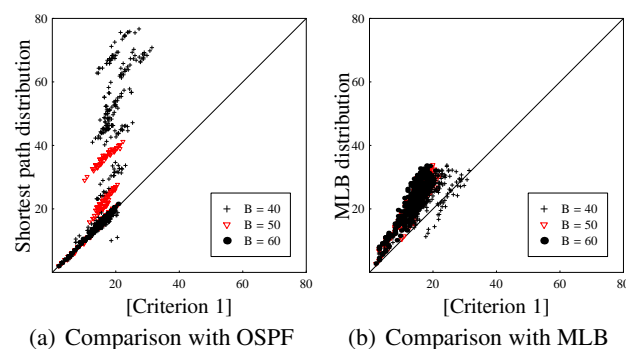 80
60
40
20
Shortest path distribution
B = 40
B = 50
B = 60
20 40 60 80
[Criterion 1]
(a) Comparison with OSPF
80
60
40
20
MLB distribution
B = 40
B = 50
B = 60
20 40 60 80
[Criterion 1]
(b) Comparison with MLB